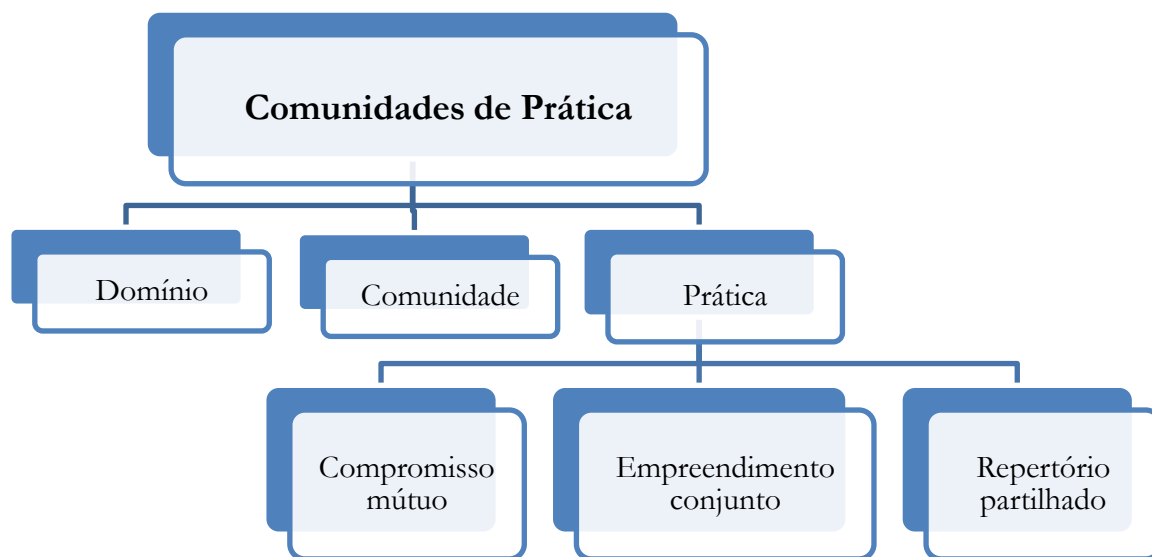 Comunidades de Prática
Domínio
Comunidade
Prática
Compromisso
mútuo
Empreendimento
conjunto
Repertório
partilhado